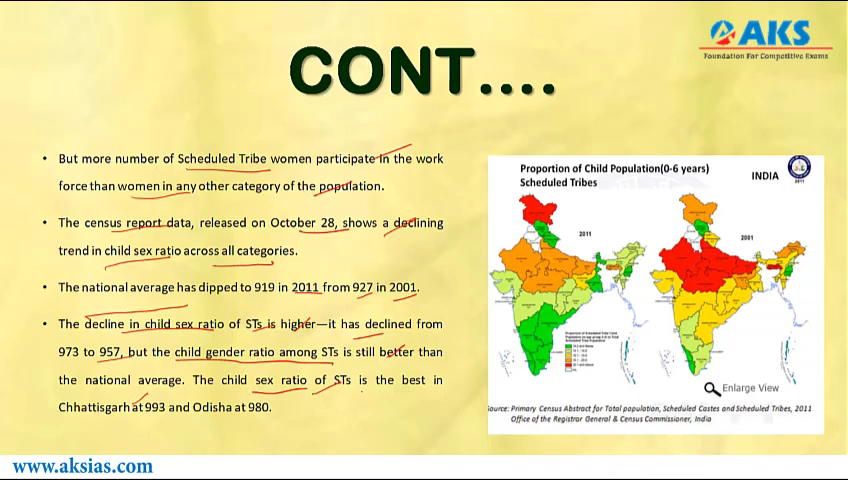 AKS
Foundation For Competitive Exams
CONT....
• But more number of Scheduled Tribe women participate in the work
force than women in any other category of the population.
• The census report data, released on October 28, shows a declining
trend in child sex ratio across all categories.
• The national average has dipped to 919 in 2011 from 927 in 2001.
• The decline in child sex ratio of STs is higher—it has declined from
973 to 957, but the child gender ratio among STs is still better than
the national average. The child sex ratio of STs is the best in
Chhattisgarh at 993 and Odisha at 980.
Proportion of Child Population(0-6 years)
Scheduled Tribes
INDIA
2011
2001
Enlarge View
ource: Primary Census Abstract for Total population, Scheduled Castes and Scheduled Tribes, 2011
Office of the Registrar General & Census Commissioner, India
www.aksias.com